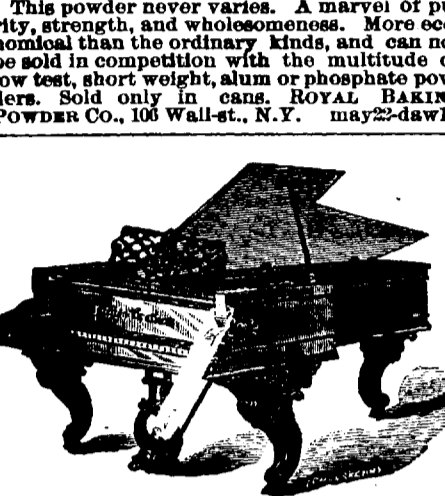 This powder never varies. A marvel of pu
rity, strength, and wholesomeness. More eco
nomical than the ordinary kinds, and can no
be sold in competition with the multitude o
ow test, short weight, alum or phosphate pow
ders. Sold only in cans. ROYAL BAKIN
POWDER CO., 106 Wall-st., N.Y. may22-dawl